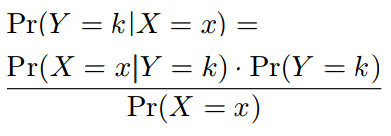 Pr(Y = k|X = x) =
Pr(X = x|Y = k) · Pr(Y = k)
Pr(X = x)